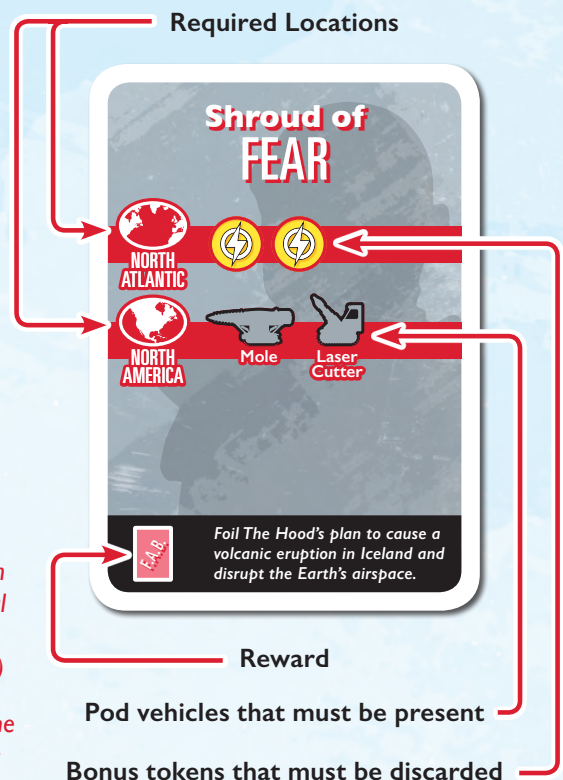 Required Locations
Shroud of
FEAR
NORTH
ATLANTIC
NORTH
AMERICA
Mole
Laser
Cutter
F.A.B.
Foil The Hood's plan to cause a
volcanic eruption in Iceland and
disrupt the Earth's airspace.
Reward
Pod vehicles that must be present
Bonus tokens that must be discarded